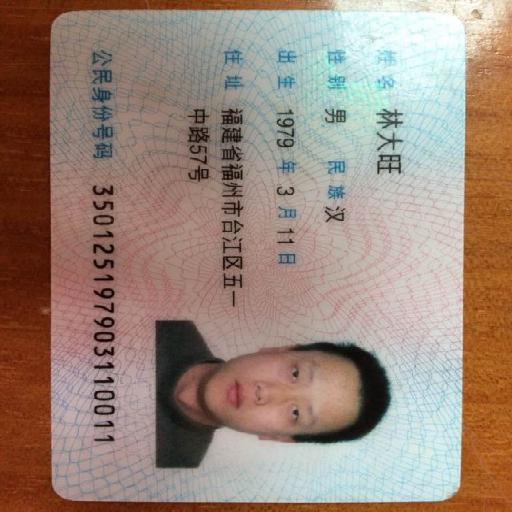 姓名 林大旺
性别 男 民族 汉
出生 1979 年 3 月 11 日
住址 福建省福州市台江区五一
中路57号
公民身份号码 350125197903110011